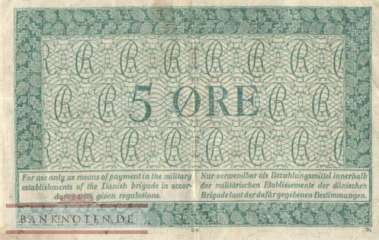 5 ØRE
For use only as means of payment in the military
establishments of the Danish brigade in accor-
dance with given regulations.
Nur verwendbar als Bezahlungsmittel innerhalb
der militärischen Etablissemente der dänischen
Brigade laut der dafür gegebenen Bestimmungen.
BANKNOTEN.DE